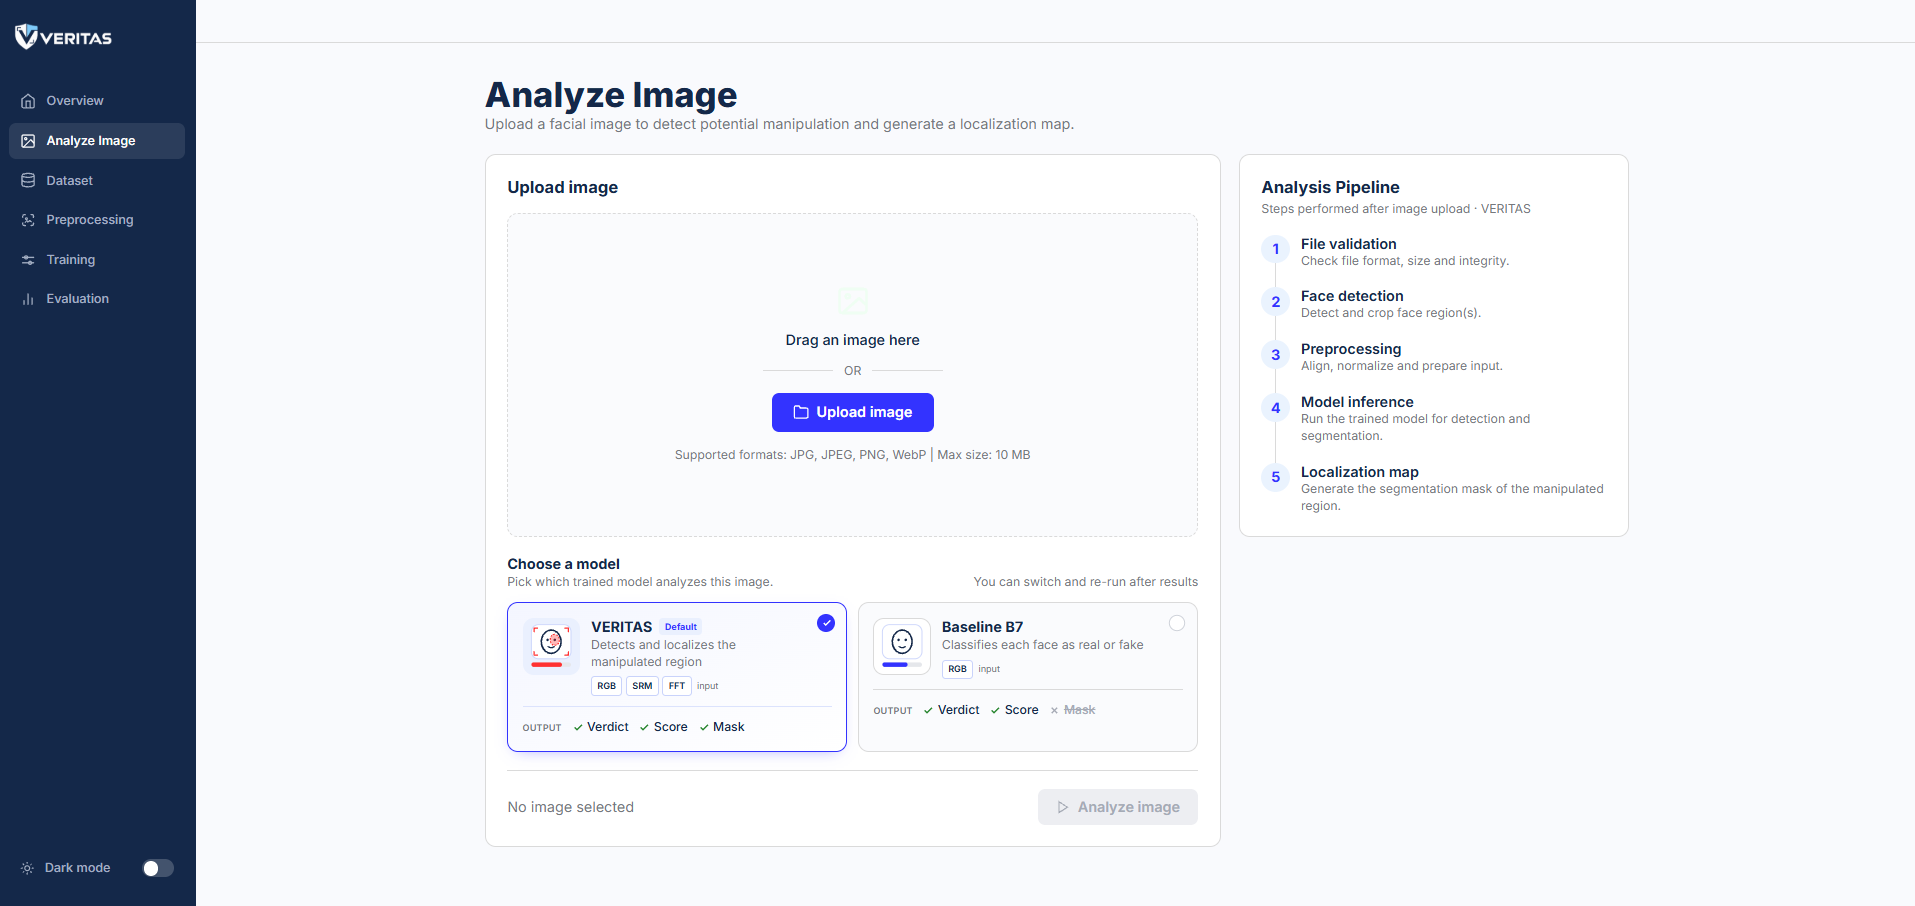 VERITAS
Overview
Analyze Image
Dataset
Preprocessing
Training
Evaluation
Dark mode
Analyze Image
Upload a facial image to detect potential manipulation and generate a localization map.
Upload image
Drag an image here
OR
Upload image
Supported formats: JPG, JPEG, PNG, WebP | Max size: 10 MB
Choose a model
Pick which trained model analyzes this image.
You can switch and re-run after results
VERITAS Default
Detects and localizes the
manipulated region
RGB SRM FFT input
OUTPUT Verdict Score Mask
Baseline B7
Classifies each face as real or fake
RGB input
OUTPUT Verdict Score Mask
No image selected
Analyze image
Analysis Pipeline
Steps performed after image upload · VERITAS
1 File validation
Check file format, size and integrity.
2 Face detection
Detect and crop face region(s).
3 Preprocessing
Align, normalize and prepare input.
4 Model inference
Run the trained model for detection and
segmentation.
5 Localization map
Generate the segmentation mask of the manipulated
region.